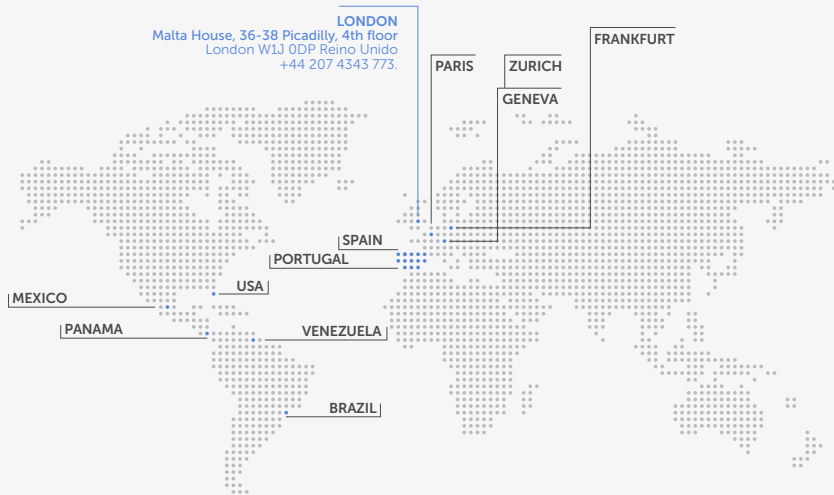 LONDON
Malta House, 36-38 Picadilly, 4th floor
London W1J 0DP Reino Unido
+44 207 4343 773.
FRANKFURT
PARIS
ZURICH
GENEVA
SPAIN
PORTUGAL
USA
MEXICO
PANAMA
VENEZUELA
BRAZIL